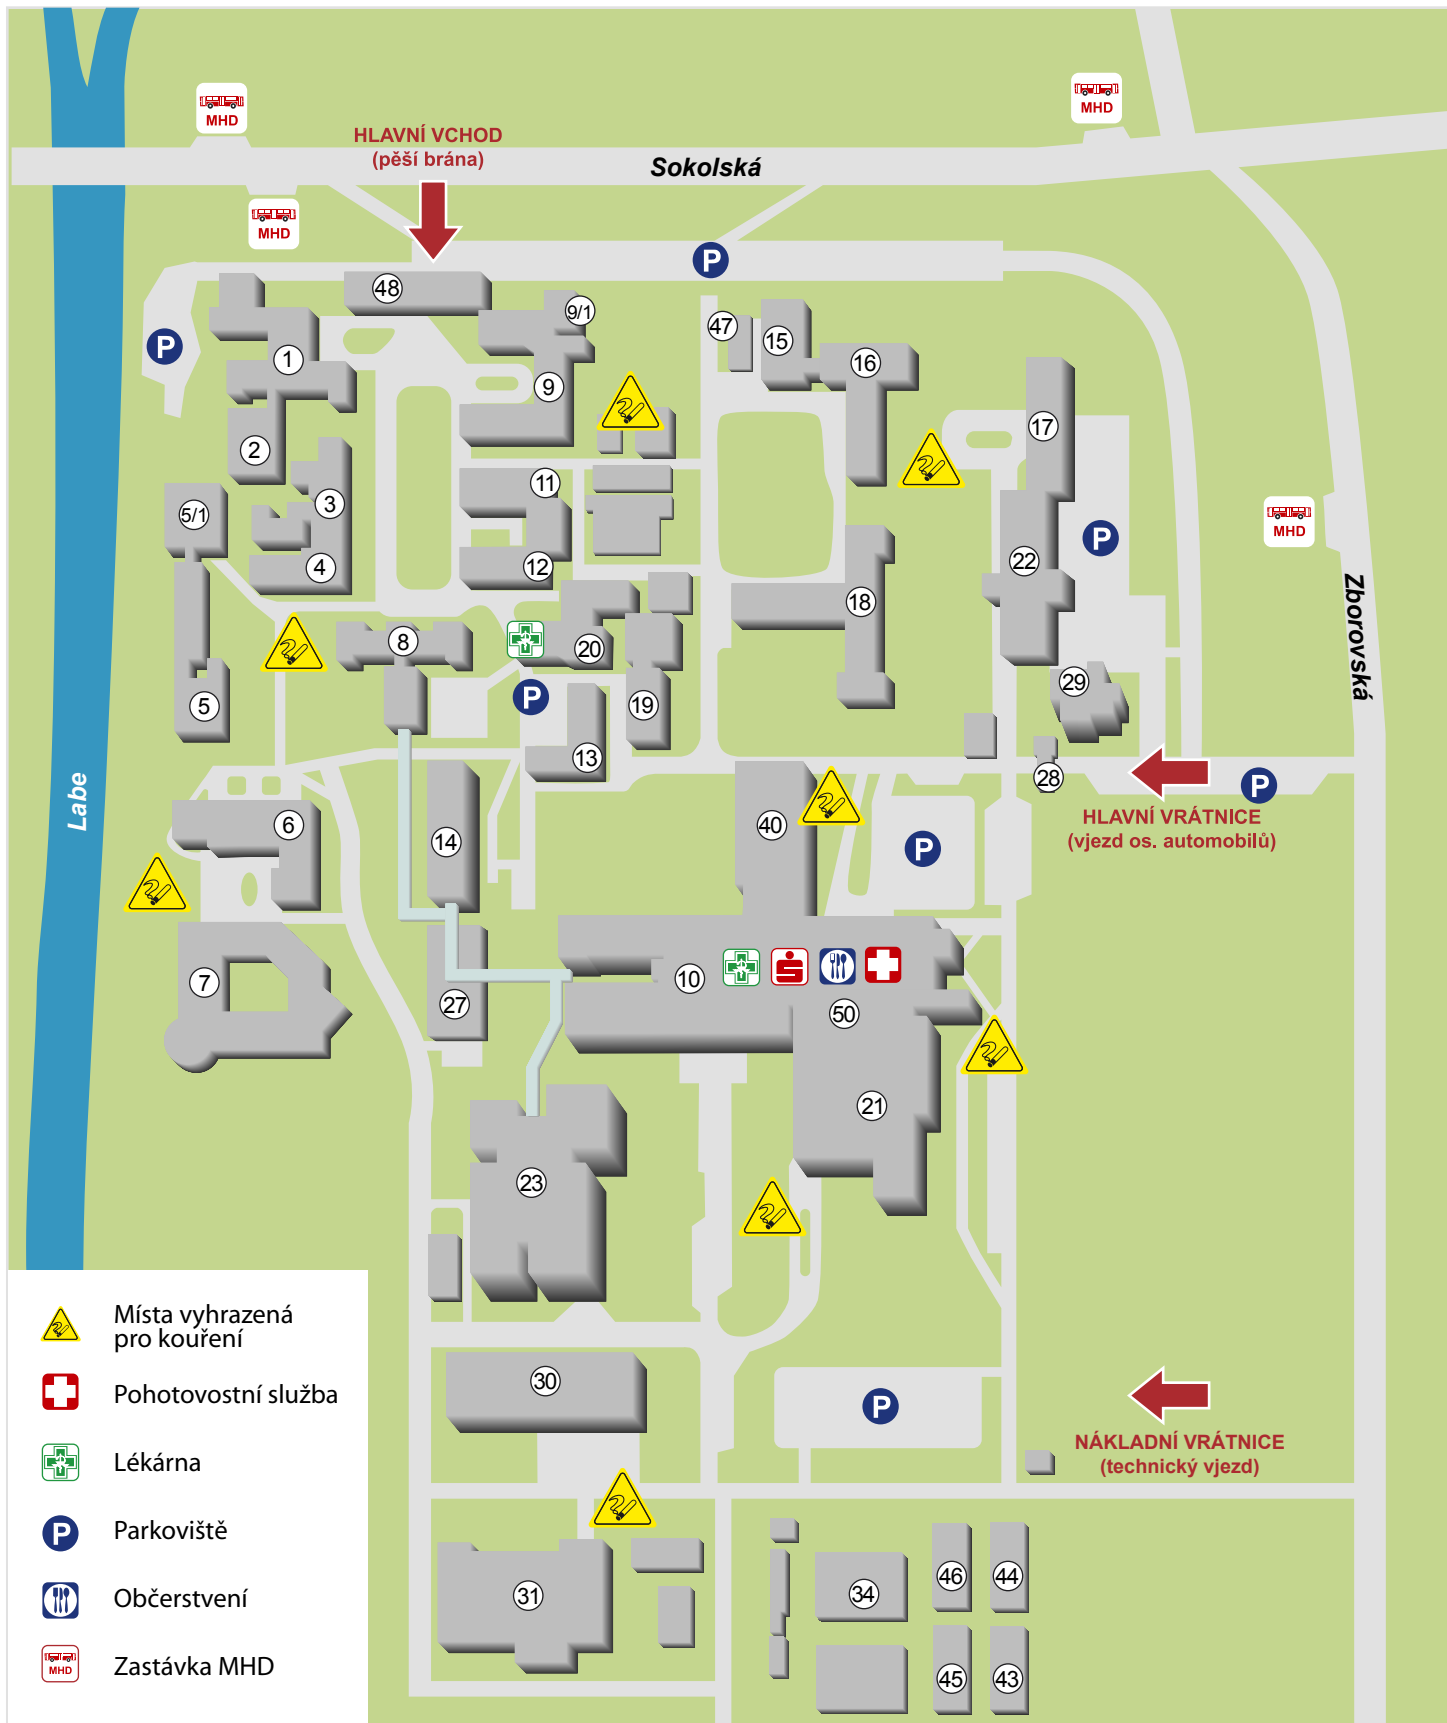 MHD
MHD
HLAVNÍ VCHOD
(pěší brána)
Sokolská
MHD
P
48
9/1
47
15
P
1
16
9
17
2
11
3
5/1
MHD
P
12
22
4
18
Zborovská
8
20
29
P
19
5
13
28
P
Labe
HLAVNÍ VRÁTNICE
(vjezd os. automobilů)
6
40
14
P
10
7
27
50
21
23
Místa vyhrazená
pro kouření
30
Pohotovostní služba
P
NÁKLADNÍ VRÁTNICE
(technický vjezd)
Lékárna
P Parkoviště
46
44
31
34
Občerstvení
MHD Zastávka MHD
45
43